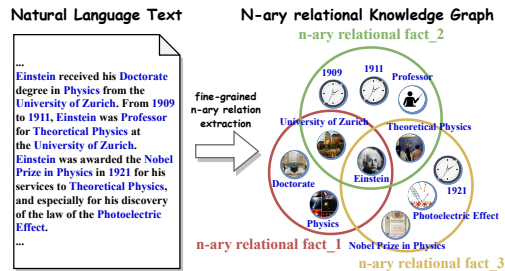 Natural Language Text
...
Einstein received his Doctorate
degree in Physics from the
University of Zurich. From 1909
to 1911, Einstein was Professor
for Theoretical Physics at
the University of Zurich.
Einstein was awarded the Nobel
Prize in Physics in 1921 for his
services to Theoretical Physics,
and especially for his discovery
of the law of the Photoelectric
Effect.
...
fine-grained
n-ary relation
extraction
N-ary relational Knowledge Graph
n-ary relational fact_2
1909
1911
Professor
University of Zurich
Theoretical Physics
Doctorate
Einstein
1921
Physics
Photoelectric Effect
n-ary relational fact_1
Nobel Prize in Physics
n-ary relational fact_3